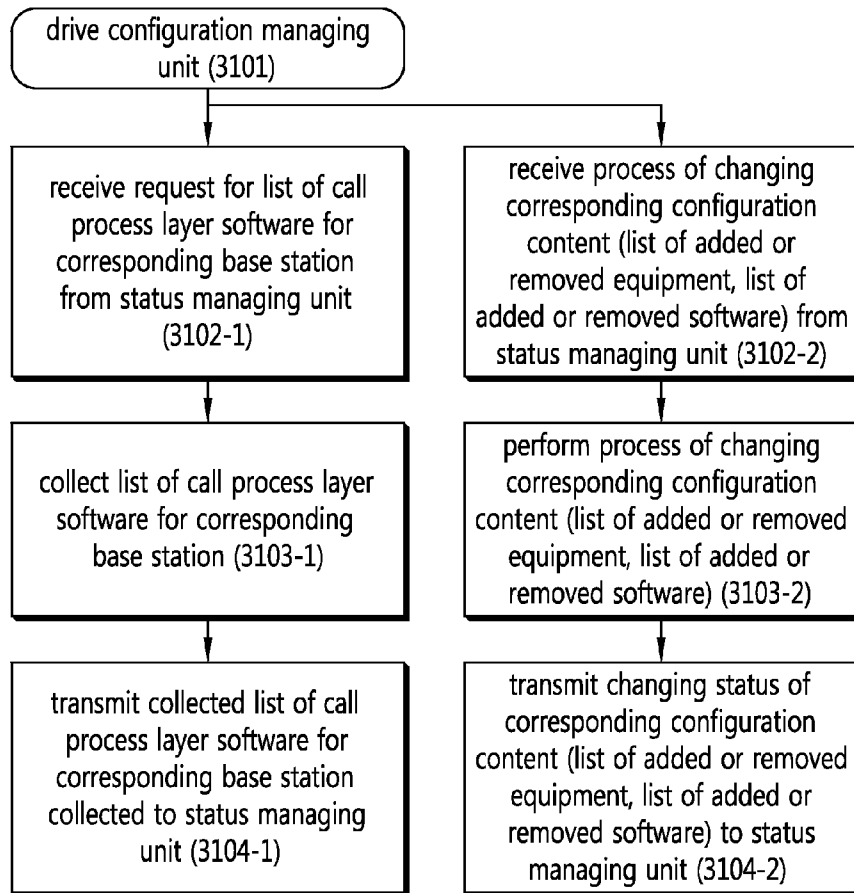 drive configuration managing
unit (3101)
receive request for list of call
process layer software for
corresponding base station
from status managing unit
(3102-1)
collect list of call process layer
software for corresponding
base station (3103-1)
transmit collected list of call
process layer software for
corresponding base station
collected to status managing
unit (3104-1)
receive process of changing
corresponding configuration
content (list of added or
removed equipment, list of
added or removed software) from
status managing unit (3102-2)
perform process of changing
corresponding configuration
content (list of added or removed
equipment, list of added or
removed software) (3103-2)
transmit changing status of
corresponding configuration
content (list of added or removed
equipment, list of added or
removed software) to status
managing unit (3104-2)